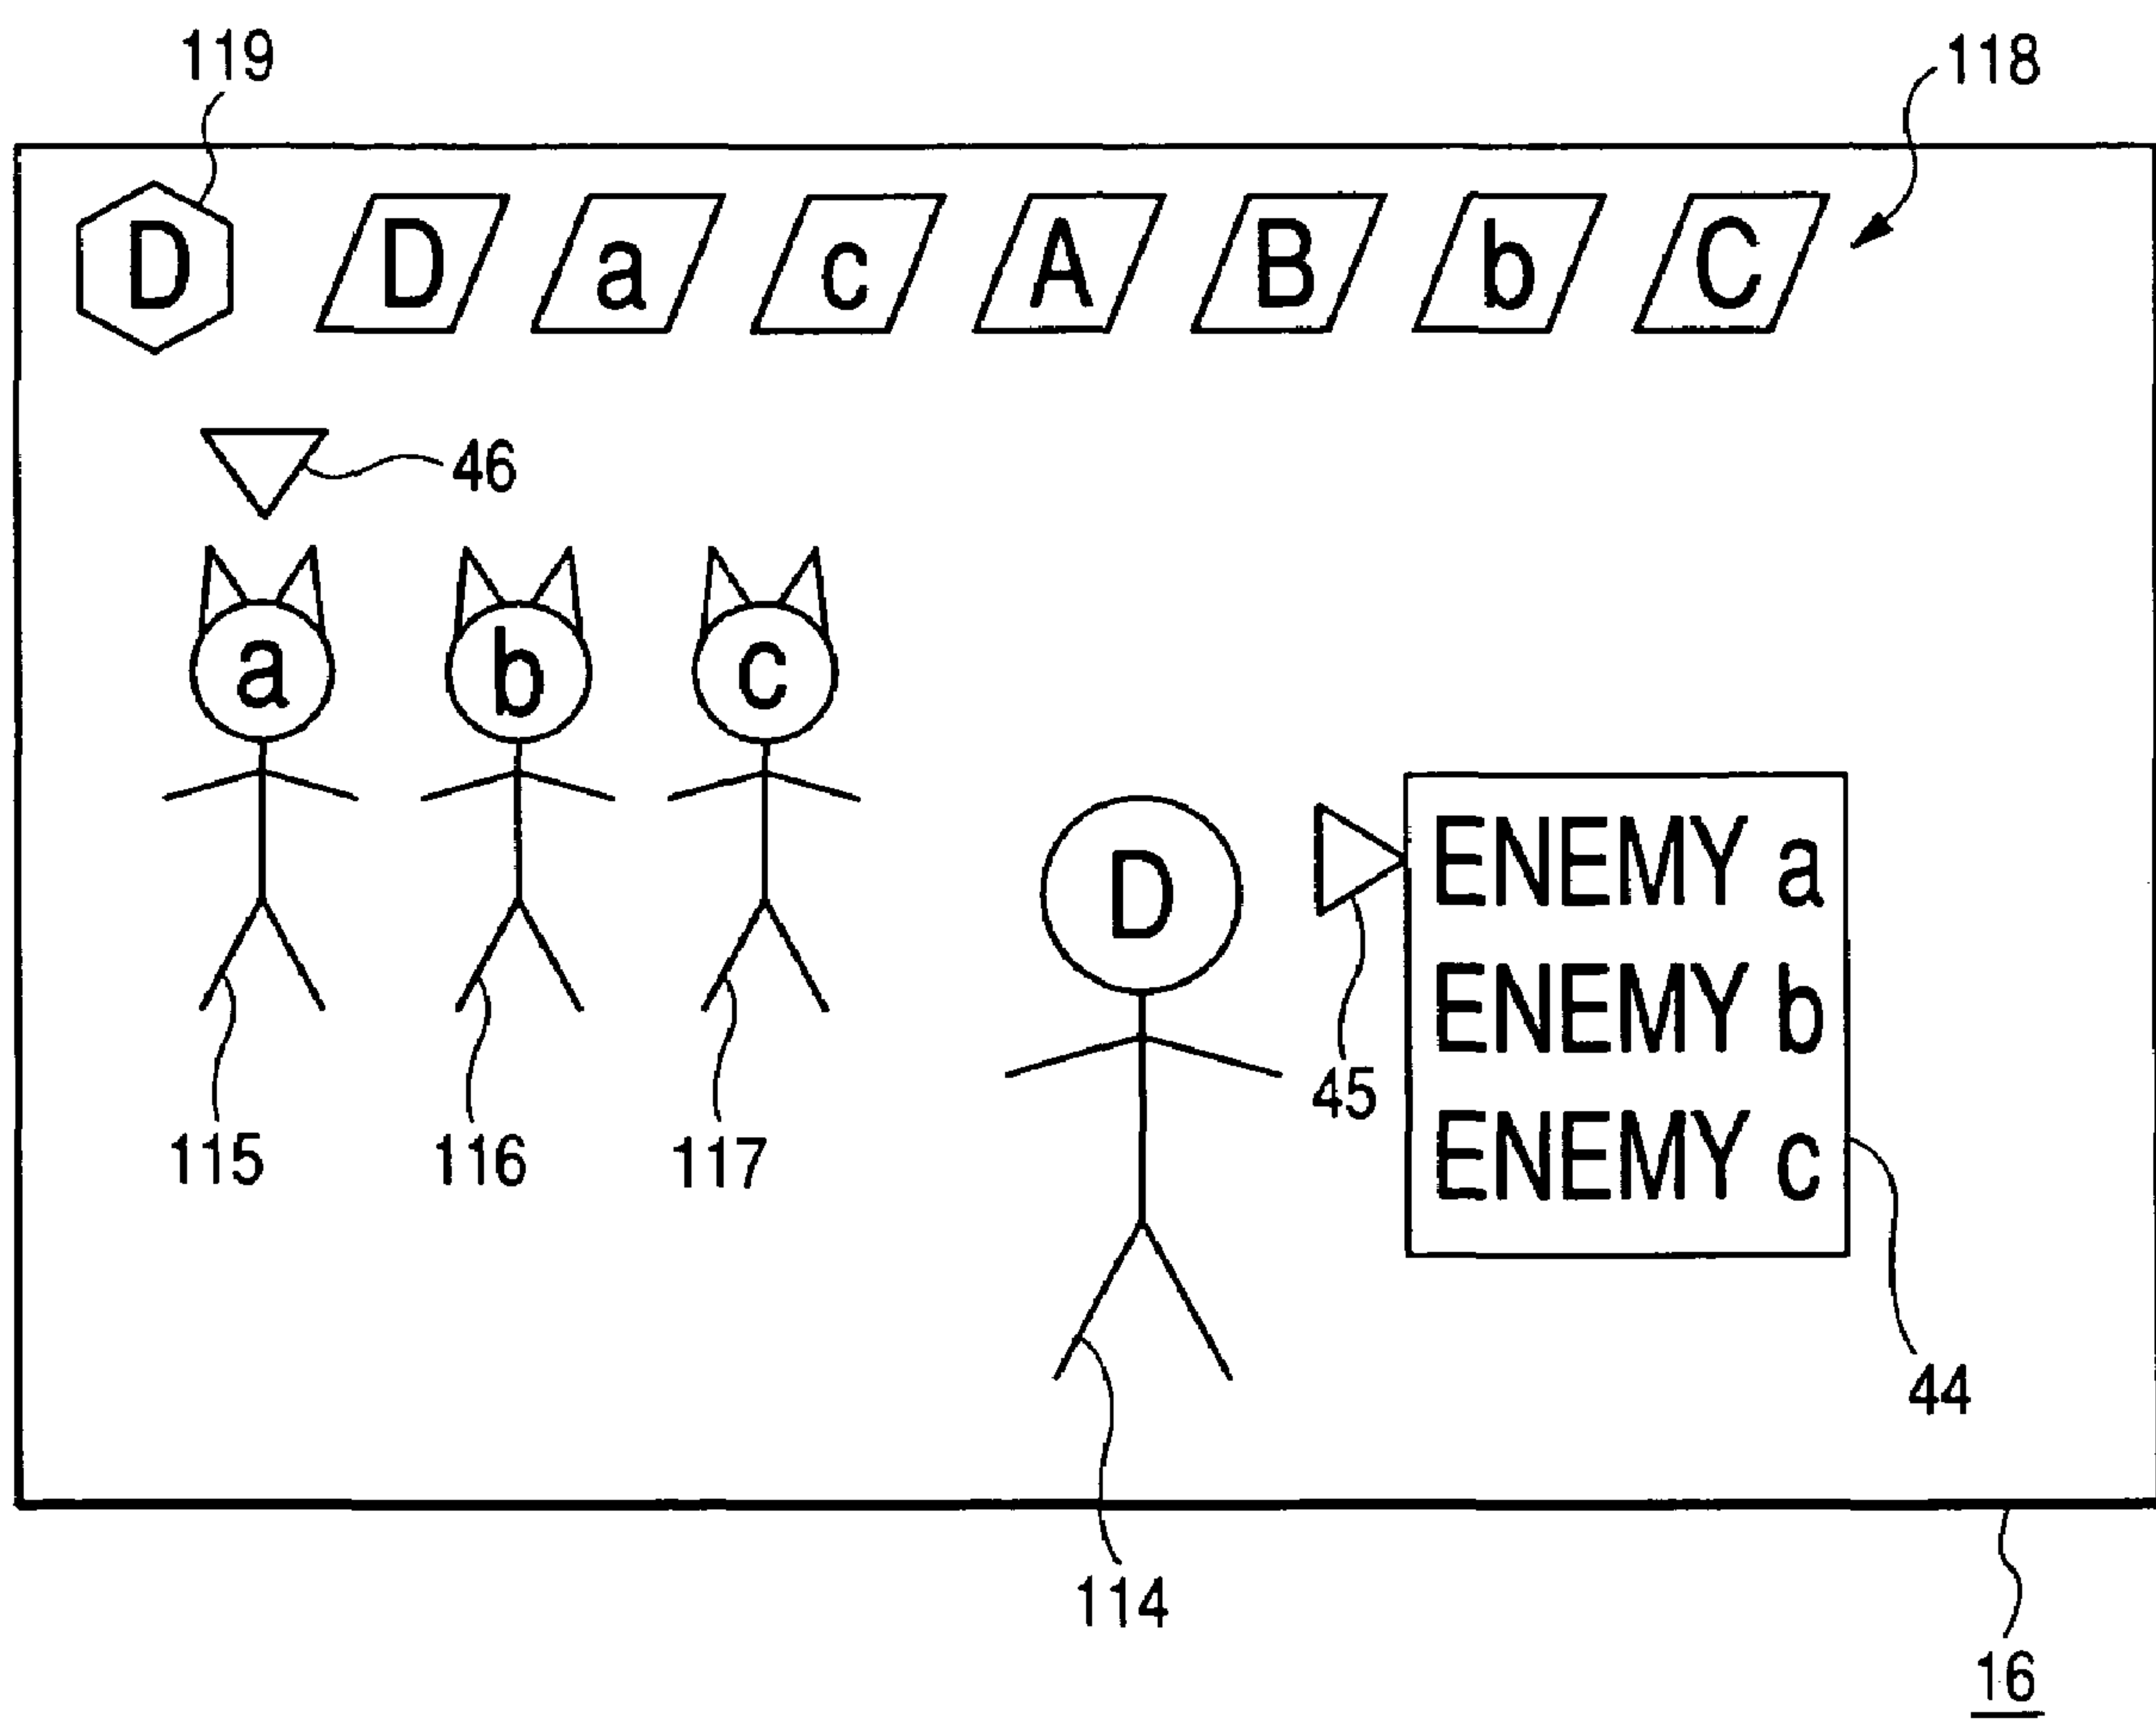 119
118
D D a c A B b C
46
a b c
D
ENEMY a
ENEMY b
ENEMY c
45
115 116 117
44
114
16